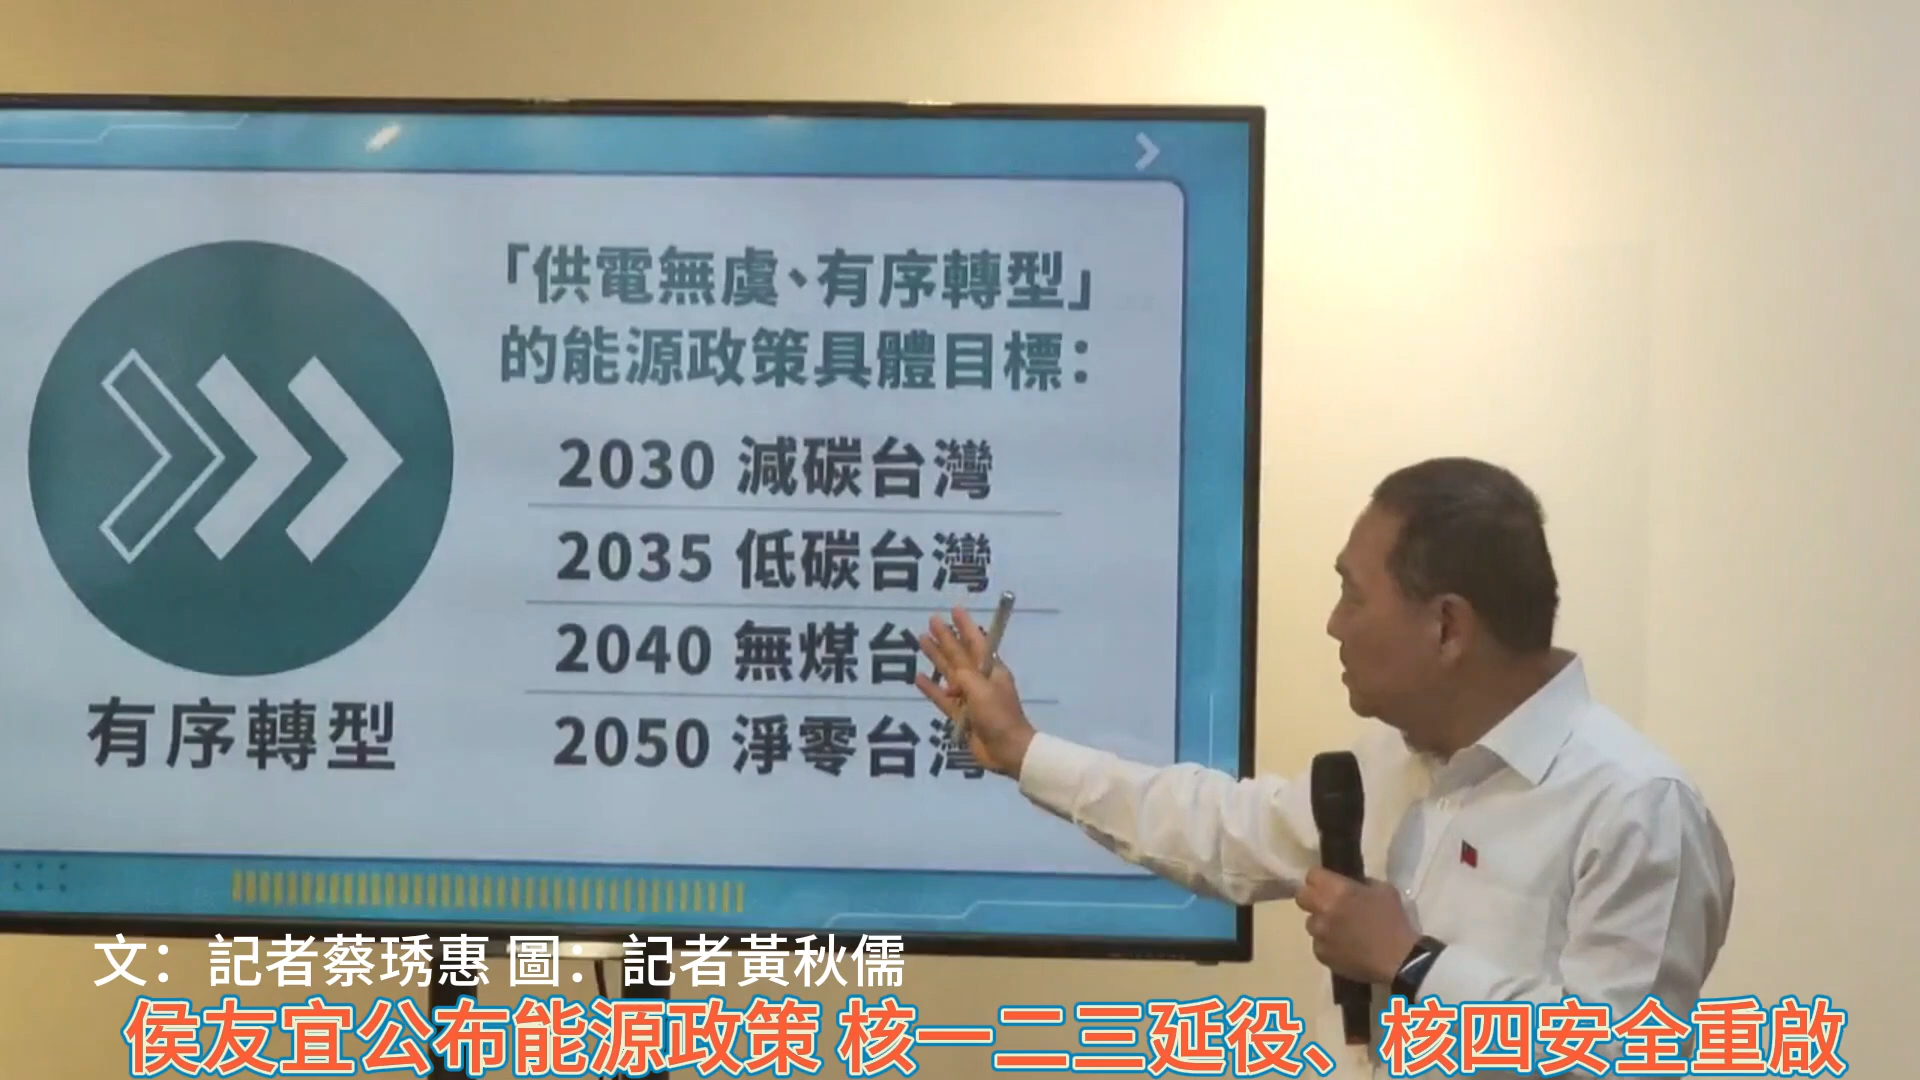 「供電無虞、有序轉型」
的能源政策具體目標：
2030 減碳台灣
2035 低碳台灣
2040 無煤台
2050 淨零台灣
有序轉型
文：記者蔡琇惠 圖：記者黃秋儒
侯友宜公布能源政策 核一二三延役、核四安全重啟